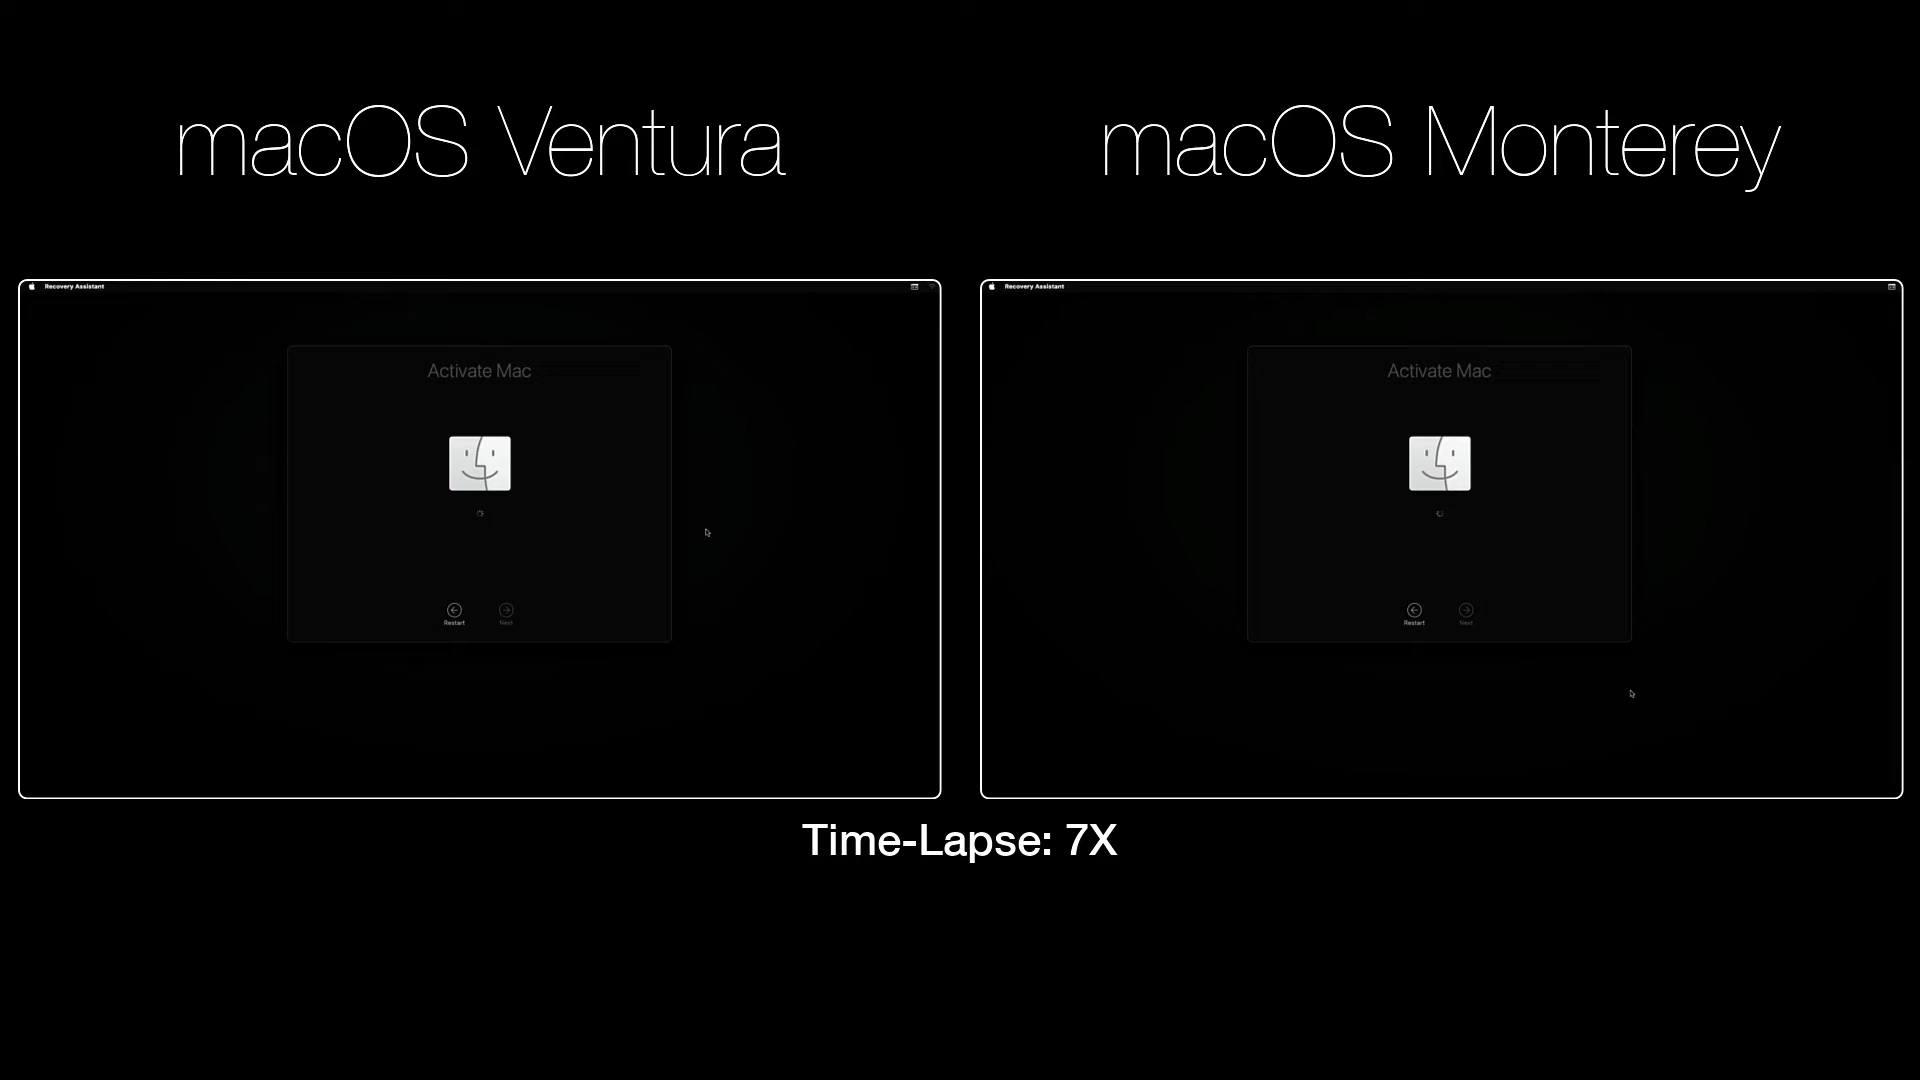 macOS Ventura
macOS Monterey
Recovery Assistant
Activate Mac
Restart
Next
Recovery Assistant
Activate Mac
Restart
Next
Time-Lapse: 7X